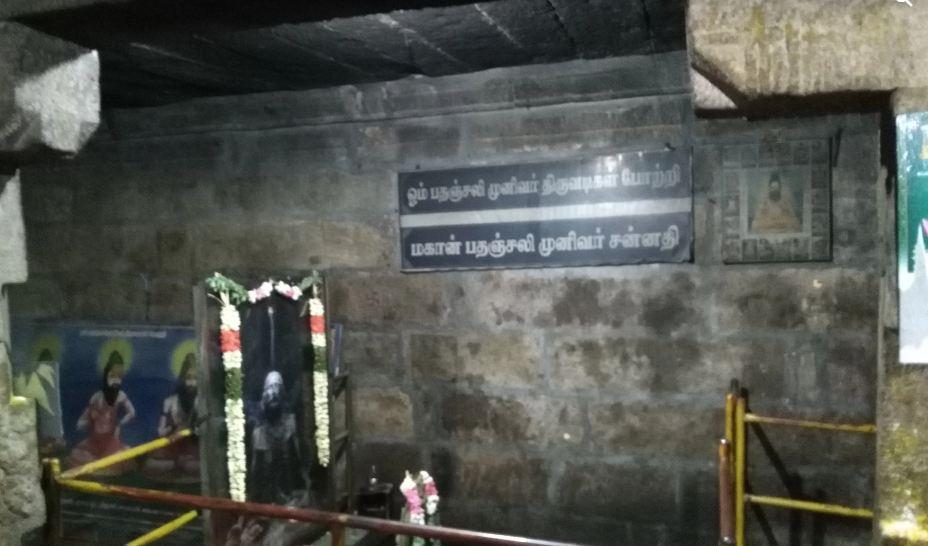 ஓம் பதஞ்சலி முனிவர் திருவடிகள் போற்றி
மகான் பதஞ்சலி முனிவர் சன்னதி